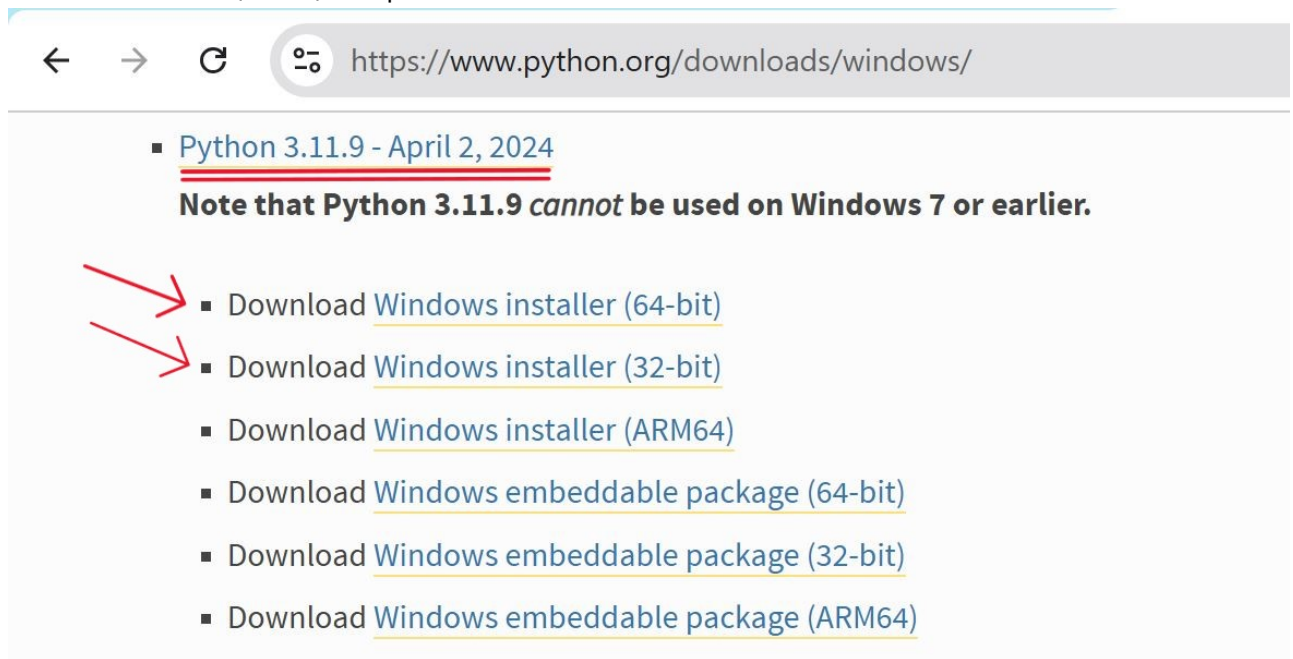 https://www.python.org/downloads/windows/
Python 3.11.9 - April 2, 2024
Note that Python 3.11.9 cannot be used on Windows 7 or earlier.
Download Windows installer (64-bit)
Download Windows installer (32-bit)
Download Windows installer (ARM64)
Download Windows embeddable package (64-bit)
Download Windows embeddable package (32-bit)
Download Windows embeddable package (ARM64)